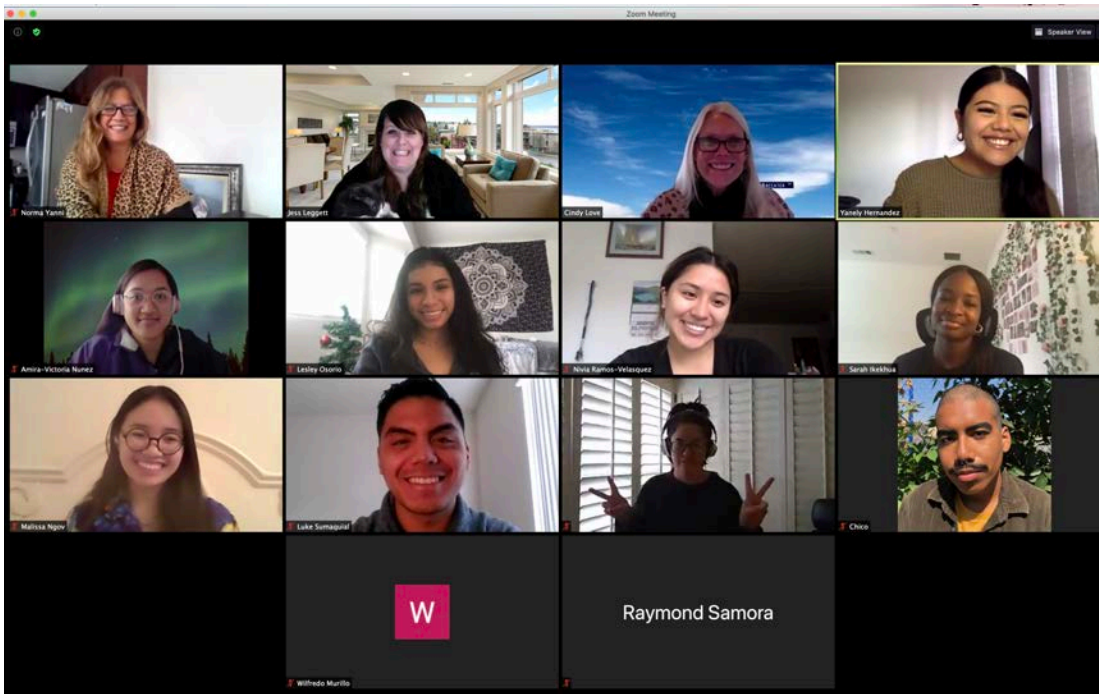 Zoom Meeting
Speaker View
Norma Yanni
Jess Leggett
Cindy Love
Yanely Hernandez
Amira-Victoria Nunez
Lesley Osorio
Nivia Ramos-Velasquez
Sarah Ikekhua
Malissa Ngov
Luke Sumaquial
Chico
W
Raymond Samora
Wilfredo Murillo